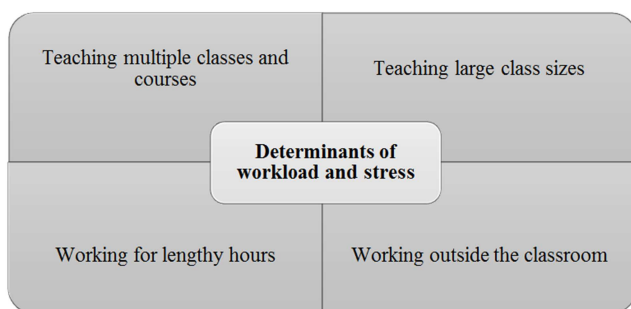 Teaching multiple classes and
courses
Teaching large class sizes
Determinants of
workload and stress
Working for lengthy hours
Working outside the classroom